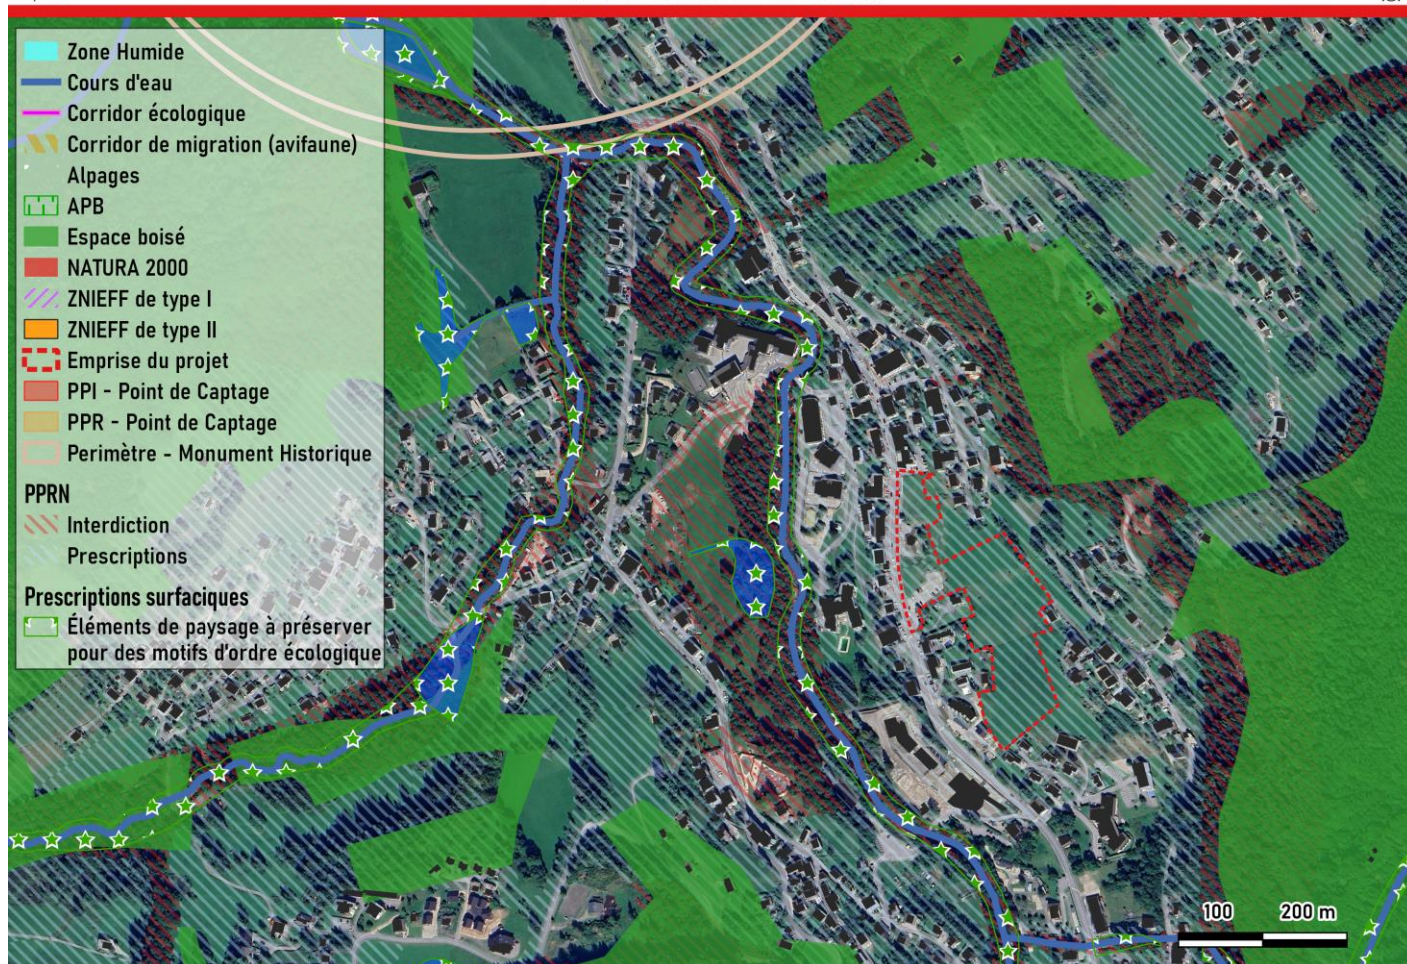 Zone Humide
Cours d'eau
Corridor écologique
Corridor de migration (avifaune)
Alpages
APB
Espace boisé
NATURA 2000
ZNIEFF de type I
ZNIEFF de type II
Emprise du projet
PPI - Point de Captage
PPR - Point de Captage
Perimètre - Monument Historique
PPRN
Interdiction
Prescriptions
Prescriptions surfaciques
Éléments de paysage à préserver
pour des motifs d'ordre écologique
100 200 m